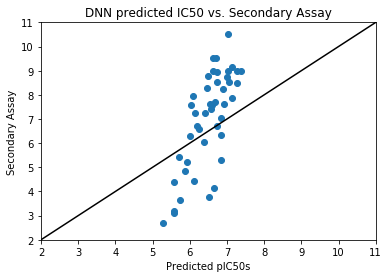 DNN predicted IC50 vs. Secondary Assay
11
10
9
8
7
6
5
4
3
2
Secondary Assay
2 3 4 5 6 7 8 9 10 11
Predicted pIC50s